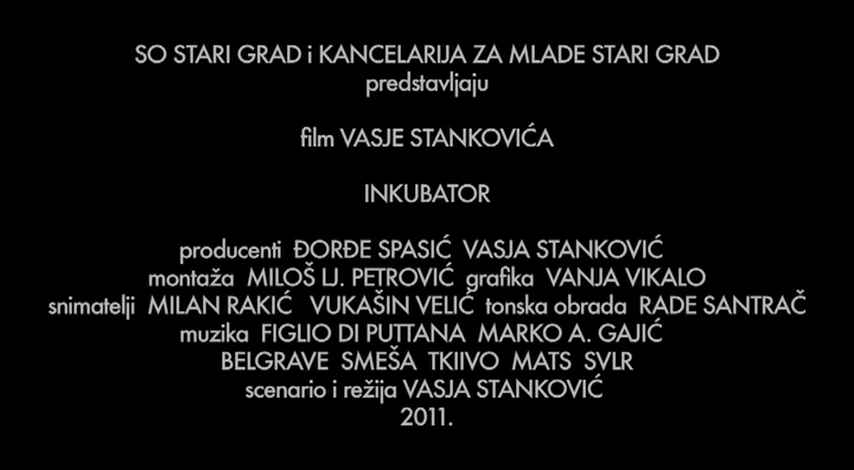 SO STARI GRAD i KANCELARIJA ZA MLADE STARI GRAD
predstavljaju
film VASJE STANKOVIĆA
INKUBATOR
producenti ĐORĐE SPASIĆ VASJA STANKOVIĆ
montaža MILOŠ LJ. PETROVIĆ grafika VANJA VIKALO
snimatelji MILAN RAKIĆ VUKAŠIN VELIĆ tonska obrada RADE SANTRAČ
muzika FIGLIO DI PUTTANA MARKO A. GAJIĆ
BELGRAVE SMEŠA TKIIVO MATS SVLR
scenario i režija VASJA STANKOVIĆ
2011.